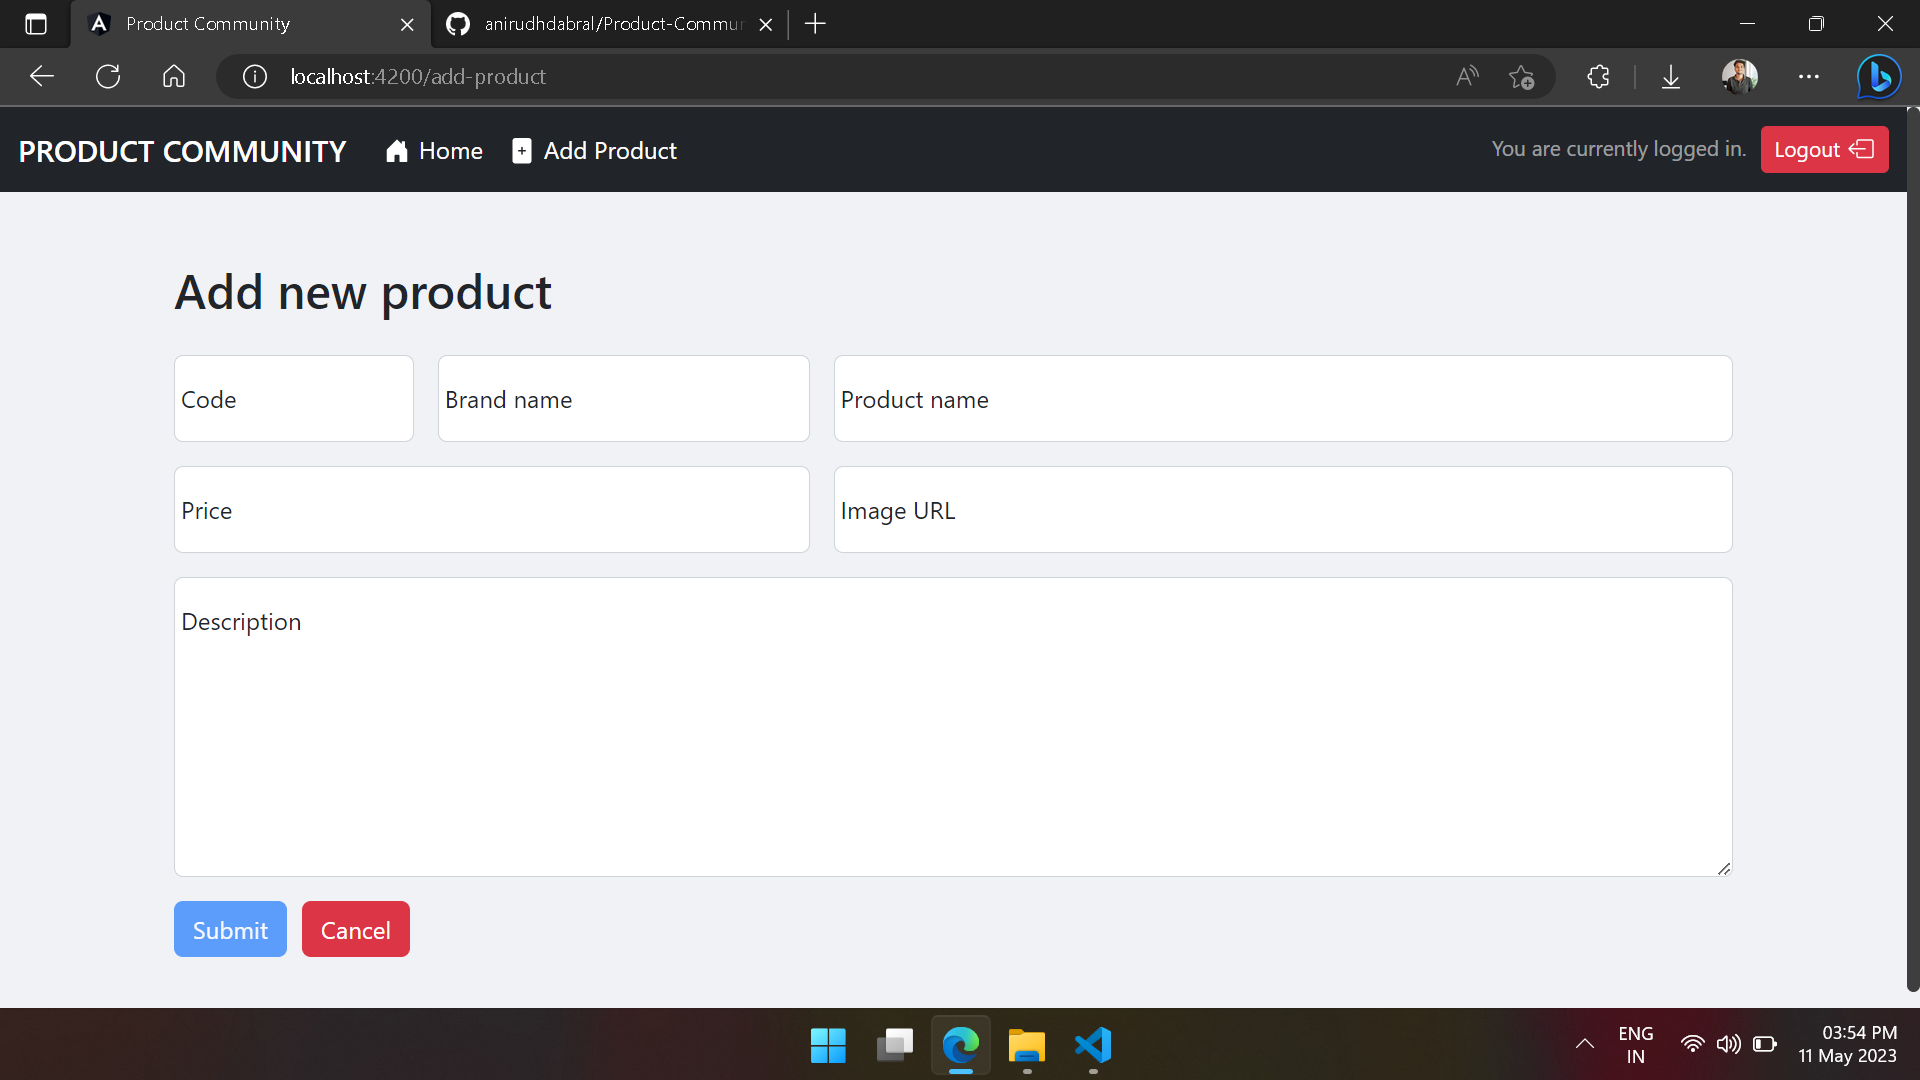 Product Community
anirudhdabral/Product-Commun
localhost:4200/add-product
PRODUCT COMMUNITY
Home
Add Product
You are currently logged in.
Logout
Add new product
Code
Brand name
Product name
Price
Image URL
Description
Submit
Cancel
ENG
IN
03:54 PM
11 May 2023